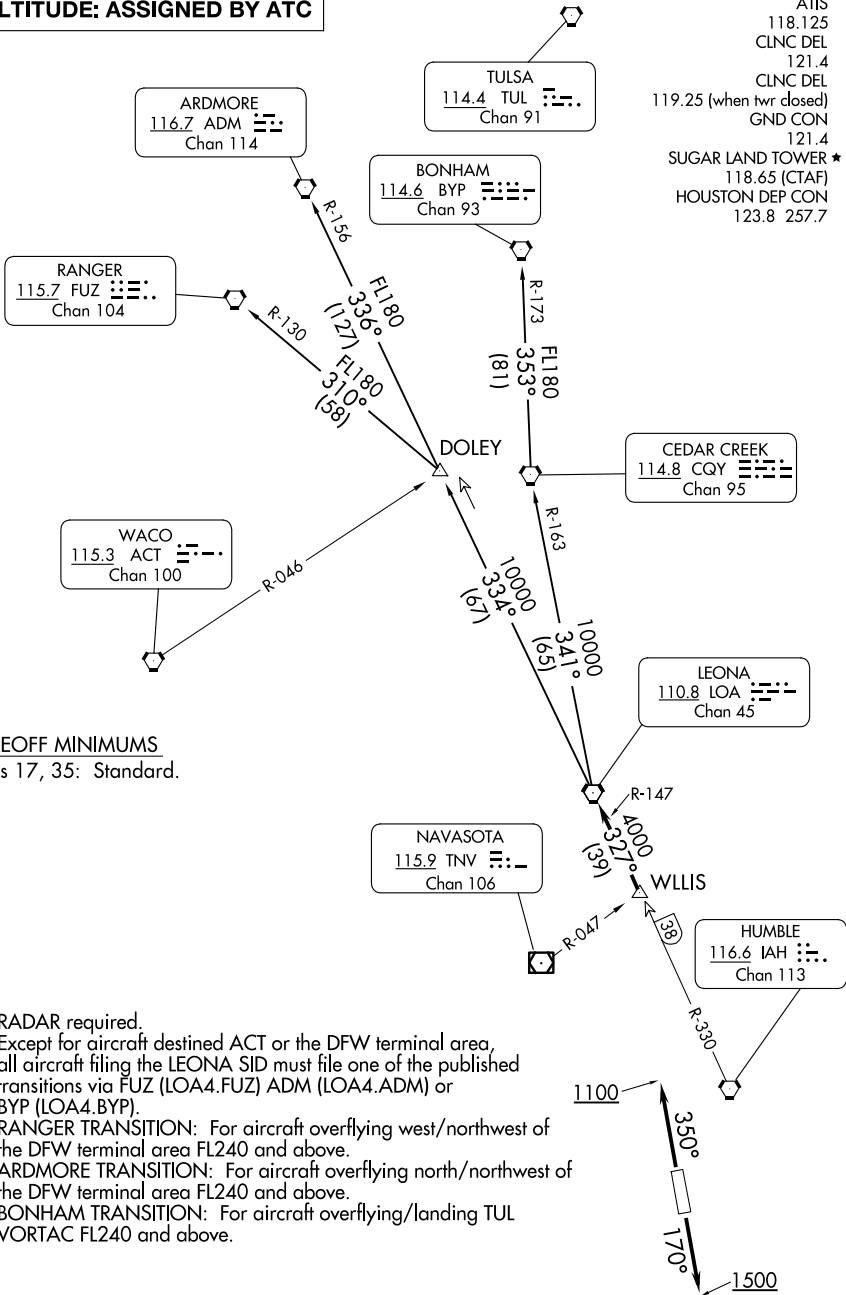 LTITUDE: ASSIGNED BY ATC
ATIS
118.125
CLNC DEL
121.4
CLNC DEL
119.25 (when twr closed)
GND CON
121.4
SUGAR LAND TOWER ★
118.65 (CTAF)
HOUSTON DEP CON
123.8 257.7
TULSA
114.4 TUL
Chan 91
ARDMORE
116.7 ADM
Chan 114
BONHAM
114.6 BYP
Chan 93
RANGER
115.7 FUZ
Chan 104
R-156
FL180
336°
(127)
R-130
FL180
310°
(58)
R-173
FL180
353°
(81)
DOLEY
CEDAR CREEK
114.8 CQY
Chan 95
WACO
115.3 ACT
Chan 100
R-046
R-163
10000
334°
(67)
10000
341°
(65)
LEONA
110.8 LOA
Chan 45
EOFF MINIMUMS
s 17, 35: Standard.
R-147
4000
327°
(39)
NAVASOTA
115.9 TNV
Chan 106
WLLIS
R-047
38
HUMBLE
116.6 IAH
Chan 113
R-330
RADAR required.
Except for aircraft destined ACT or the DFW terminal area,
all aircraft filing the LEONA SID must file one of the published
transitions via FUZ (LOA4.FUZ) ADM (LOA4.ADM) or
BYP (LOA4.BYP).
RANGER TRANSITION: For aircraft overflying west/northwest of
the DFW terminal area FL240 and above.
ARDMORE TRANSITION: For aircraft overflying north/northwest of
the DFW terminal area FL240 and above.
BONHAM TRANSITION: For aircraft overflying/landing TUL
VORTAC FL240 and above.
1100
350°
170°
1500